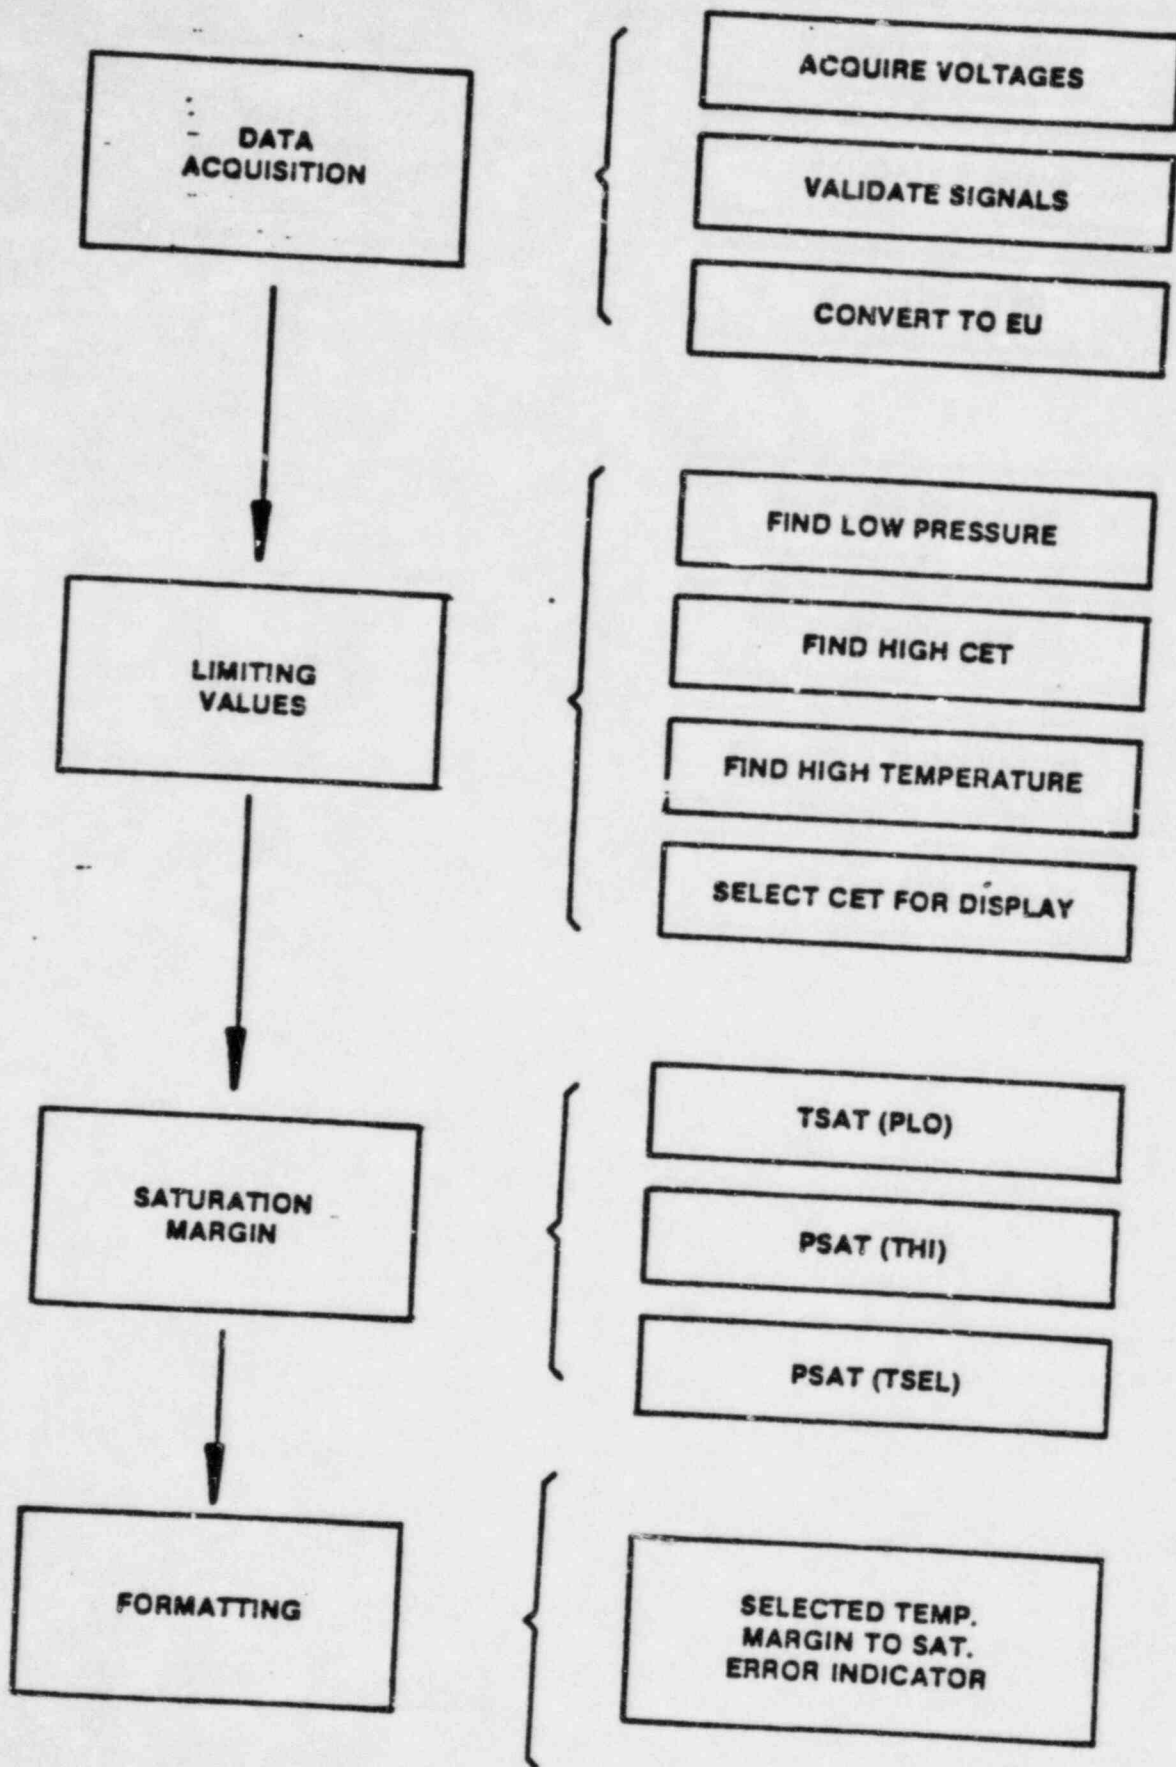 DATA
ACQUISITION
ACQUIRE VOLTAGES
VALIDATE SIGNALS
CONVERT TO EU
LIMITING
VALUES
FIND LOW PRESSURE
FIND HIGH CET
FIND HIGH TEMPERATURE
SELECT CET FOR DISPLAY
SATURATION
MARGIN
TSAT (PLO)
PSAT (THI)
PSAT (TSEL)
FORMATTING
SELECTED TEMP.
MARGIN TO SAT.
ERROR INDICATOR